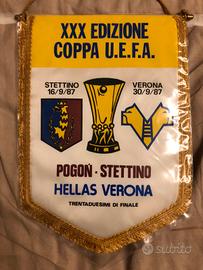 XXX EDIZIONE
COPPA U.E.F.A.
STETTINO
16/9/87
VERONA
30/9/87
POGOŃ - STETTINO
HELLAS VERONA
TRENTADUESIMI DI FINALE
subito